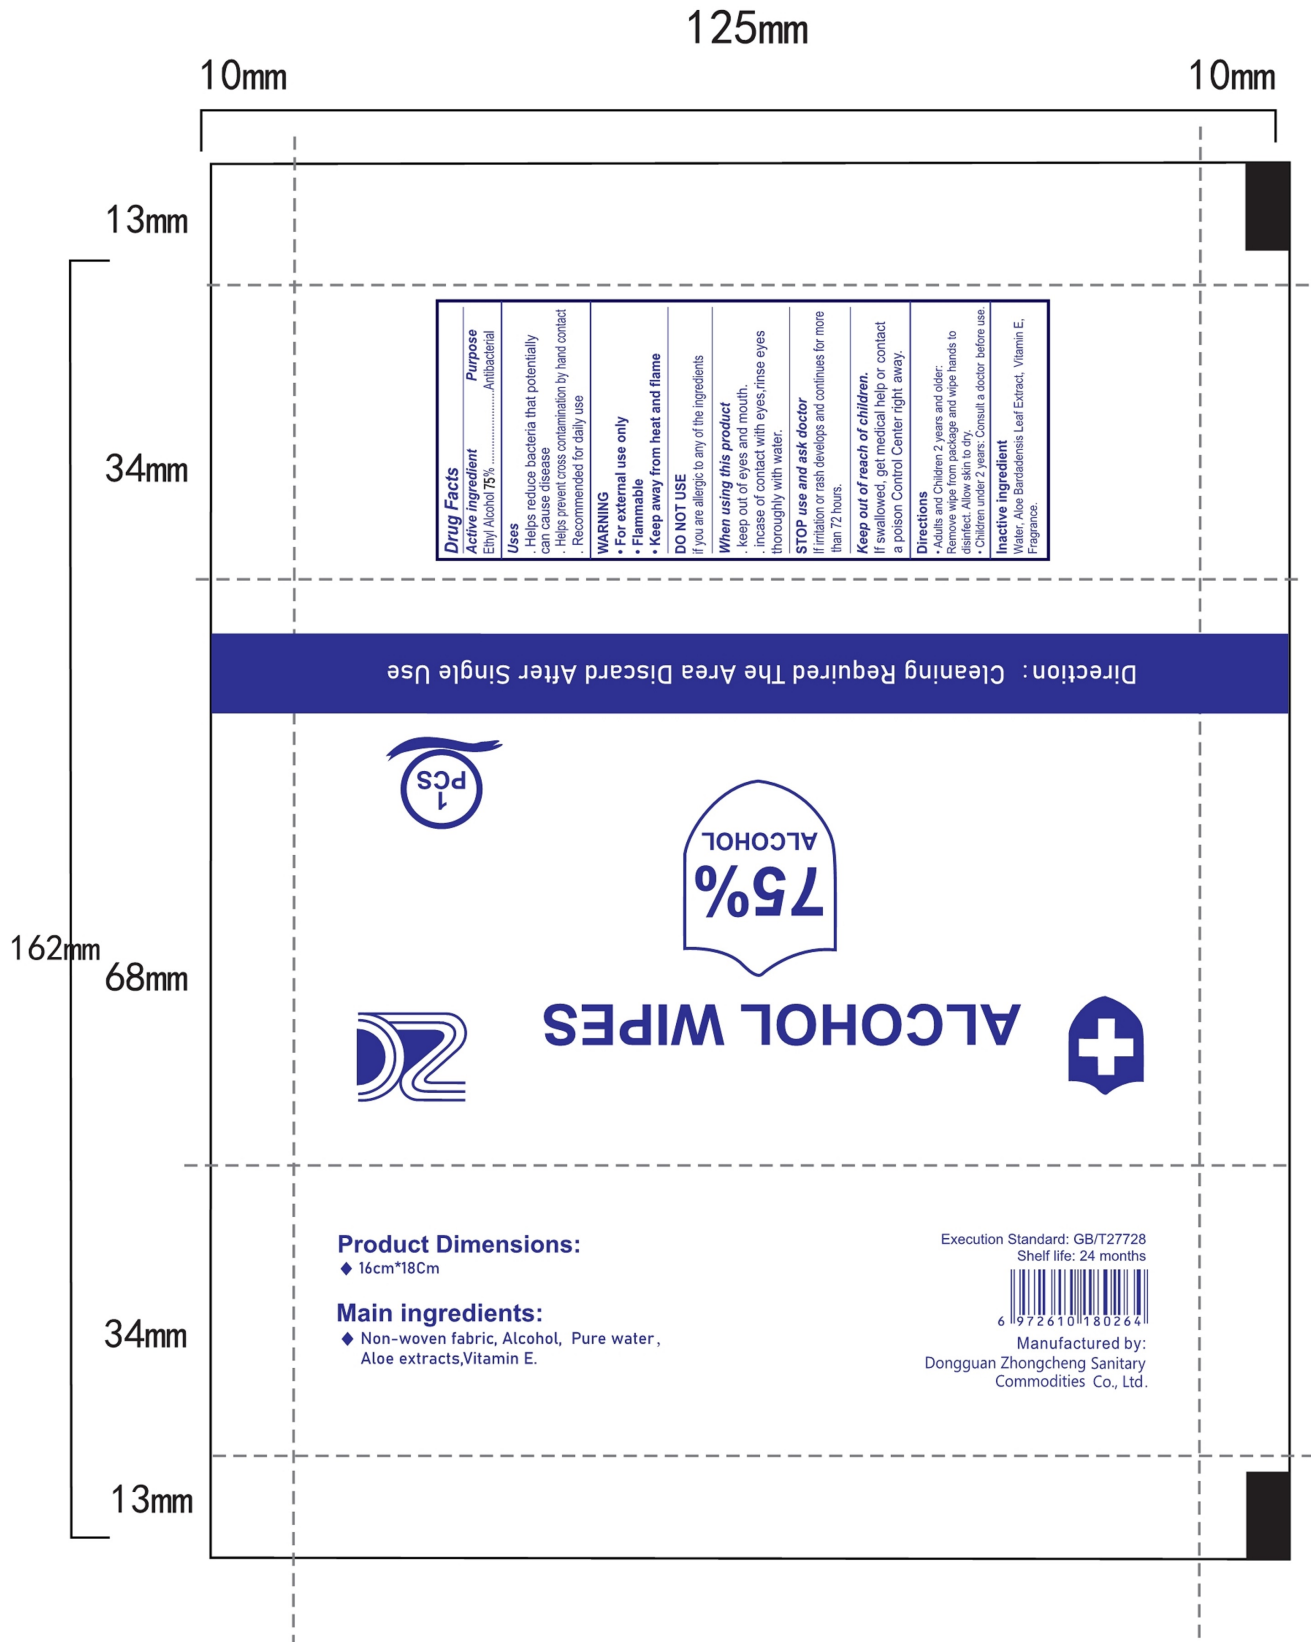 125mm
10mm
10mm
13mm
34mm
162mm
68mm
34mm
13mm
Drug Facts
Active ingredient Purpose
Ethyl Alcohol 75% ........................ Antibacterial
Uses
. Helps reduce bacteria that potentially
can cause disease
. Helps prevent cross contamination by hand contact
. Recommended for daily use
WARNING
• For external use only
• Flammable
• Keep away from heat and flame
DO NOT USE
if you are allergic to any of the ingredients
When using this product
. keep out of eyes and mouth.
. incase of contact with eyes,rinse eyes
thoroughly with water.
STOP use and ask doctor
If irritation or rash develops and continues for more
than 72 hours.
Keep out of reach of children.
If swallowed, get medical help or contact
a poison Control Center right away.
Directions
• Adults and Children 2 years and older:
Remove wipe from package and wipe hands to
disinfect. Allow skin to dry.
• Children under 2 years: Consult a doctor before use.
Inactive ingredient
Water, Aloe Bardadensis Leaf Extract, Vitamin E,
Fragrance.
Direction : Cleaning Required The Area Discard After Single Use
1
PCS
75%
ALCOHOL
ALCOHOL WIPES
ZC
Product Dimensions:
◆ 16cm*18Cm
Main ingredients:
◆ Non-woven fabric, Alcohol, Pure water,
Aloe extracts,Vitamin E.
Execution Standard: GB/T27728
Shelf life: 24 months
6 972610 180264
Manufactured by:
Dongguan Zhongcheng Sanitary
Commodities Co., Ltd.